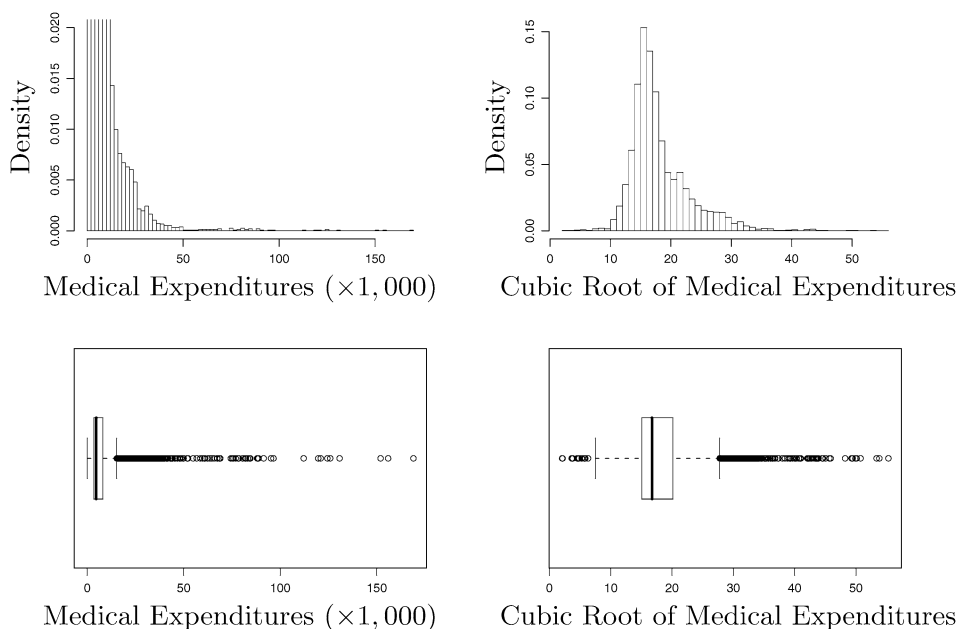 0.020
0.015
0.010
0.005
0.000
Density
0 50 100 150
Medical Expenditures (×1,000)
0.15
0.10
0.05
0.00
Density
10 20 30 40 50
Cubic Root of Medical Expenditures
0 50 100 150
Medical Expenditures (×1,000)
0 10 20 30 40 50
Cubic Root of Medical Expenditures